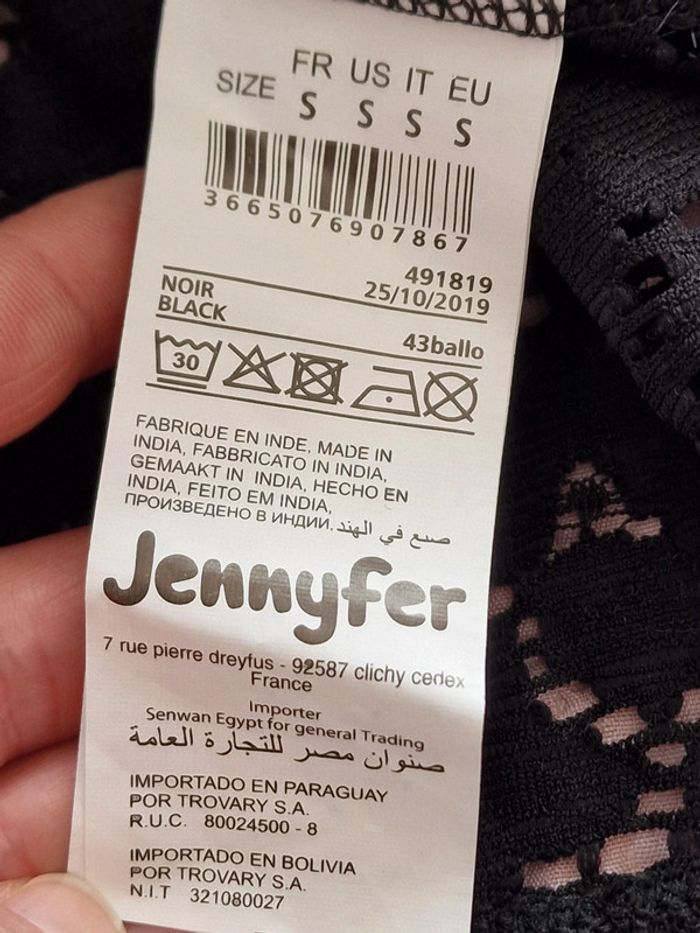 FR US IT EU
SIZE S S S S
3665076907867
491819
NOIR 25/10/2019
BLACK
43ballo
30
FABRIQUE EN INDE, MADE IN
INDIA, FABBRICATO IN INDIA,
GEMAAKT IN INDIA, HECHO EN
INDIA, FEITO EM INDIA,
ПРОИЗВЕДЕНО В ИНДИИ. صنع في الهند
Jennyfer
7 rue pierre dreyfus - 92587 clichy cedex
France
Importer
Senwan Egypt for general Trading
صنوان مصر للتجارة العامة
IMPORTADO EN PARAGUAY
POR TROVARY S.A.
R.U.C. 80024500 - 8
IMPORTADO EN BOLIVIA
POR TROVARY S.A.
N.I.T 321080027